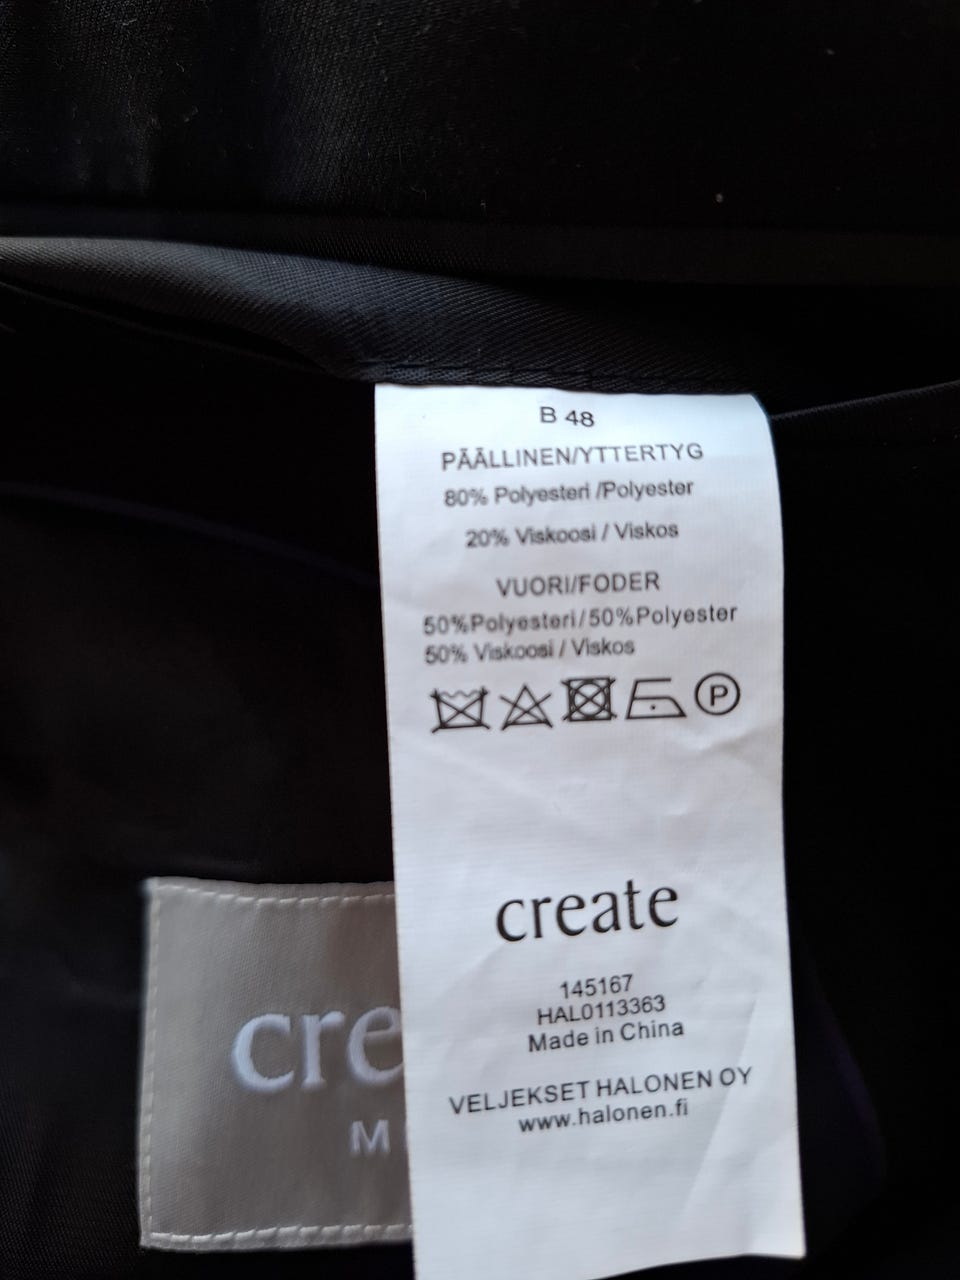 B 48
PÄÄLLINEN/YTTERTYG
80% Polyesteri /Polyester
20% Viskoosi / Viskos
VUORI/FODER
50%Polyesteri/50%Polyester
50% Viskoosi / Viskos
P
create
145167
HAL0113363
Made in China
VELJEKSET HALONEN OY
www.halonen.fi
cre
M